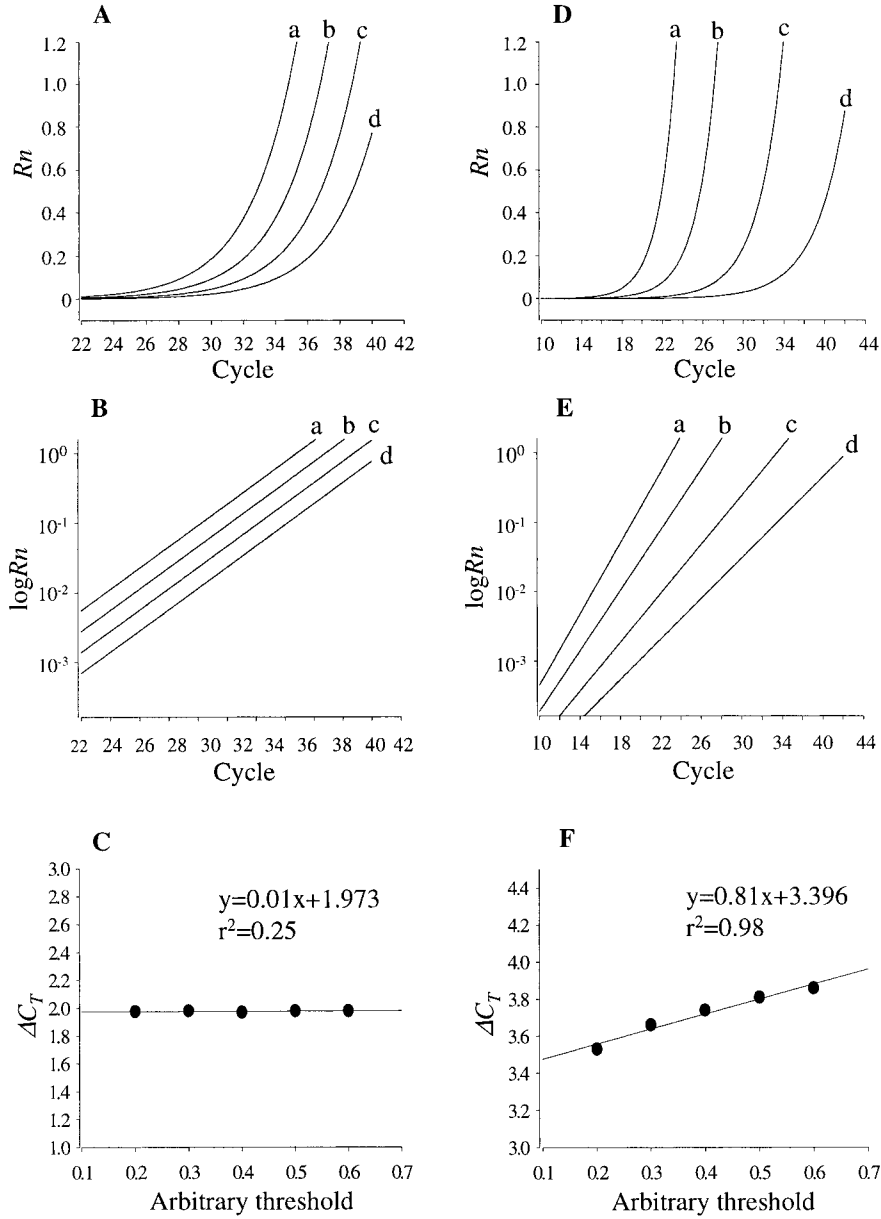 A
a b c
1.2
1.0
0.8
0.6
0.4
0.2
0
d
Rn
22 24 26 28 30 32 34 36 38 40 42
Cycle
D
a b c
1.2
1.0
0.8
0.6
0.4
0.2
0
d
Rn
10 14 18 22 26 30 34 38 42
Cycle
B
a b c
d
10⁰
10⁻¹
10⁻²
10⁻³
logRn
22 24 26 28 30 32 34 36 38 40 42
Cycle
E
a b c
d
10⁰
10⁻¹
10⁻²
10⁻³
logRn
10 14 18 22 26 30 34 38 44
Cycle
C
3.0
2.8
2.6
2.4
2.2
2.0
1.8
1.6
1.4
1.2
1.0
y=0.01x+1.973
r²=0.25
ΔC_T
0.1 0.2 0.3 0.4 0.5 0.6 0.7
Arbitrary threshold
F
4.4
4.2
4.0
3.8
3.6
3.4
3.2
3.0
y=0.81x+3.396
r²=0.98
ΔC_T
0.1 0.2 0.3 0.4 0.5 0.6 0.7
Arbitrary threshold